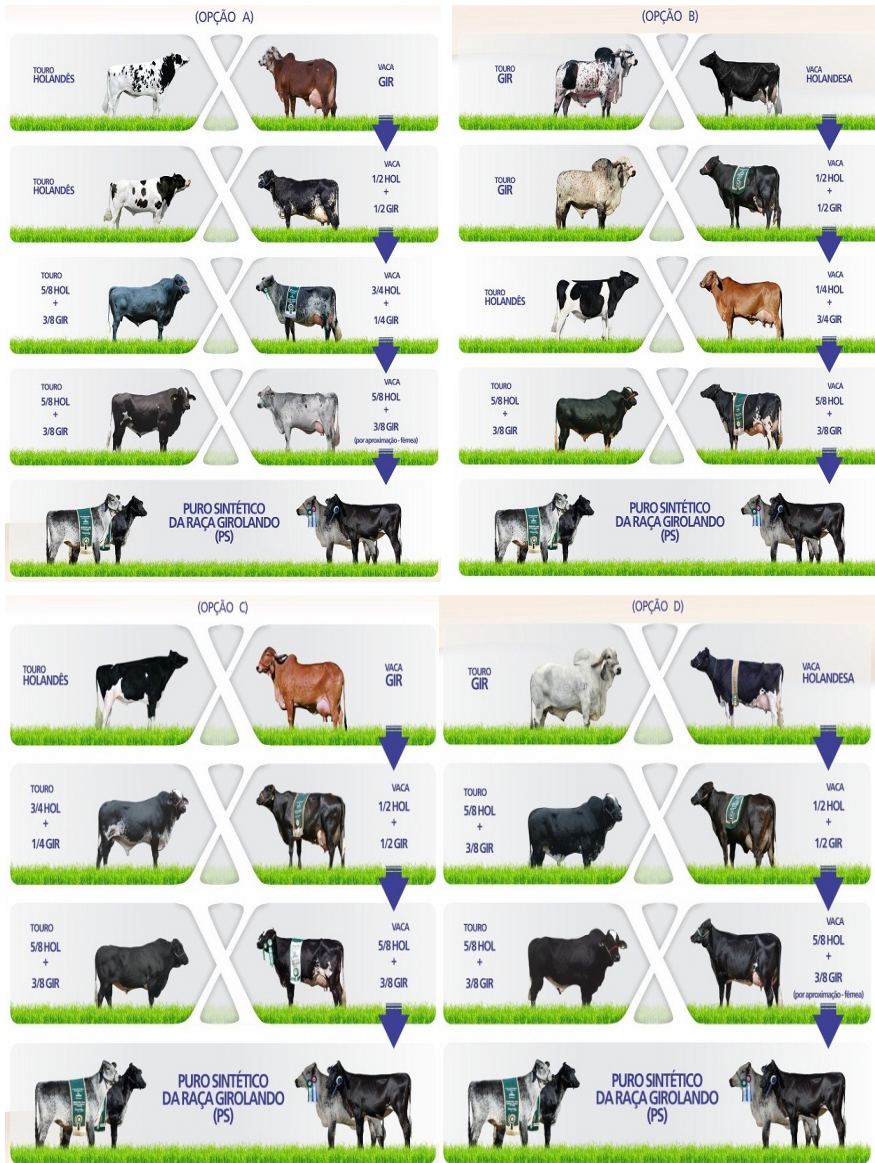 (OPÇÃO A)
TOURO
HOLANDÊS
VACA
GIR
TOURO
HOLANDÊS
VACA
1/2 HOL
+
1/2 GIR
TOURO
5/8 HOL
+
3/8 GIR
VACA
3/4 HOL
+
1/4 GIR
TOURO
5/8 HOL
+
3/8 GIR
VACA
5/8 HOL
+
3/8 GIR
(por aproximação - fêmea)
PURO SINTÉTICO
DA RAÇA GIROLANDO
(PS)
(OPÇÃO B)
TOURO
GIR
VACA
HOLANDESA
TOURO
GIR
VACA
1/2 HOL
+
1/2 GIR
TOURO
HOLANDÊS
VACA
1/4 HOL
+
3/4 GIR
TOURO
5/8 HOL
+
3/8 GIR
VACA
5/8 HOL
+
3/8 GIR
PURO SINTÉTICO
DA RAÇA GIROLANDO
(PS)
(OPÇÃO C)
TOURO
HOLANDÊS
VACA
GIR
TOURO
3/4 HOL
+
1/4 GIR
VACA
1/2 HOL
+
1/2 GIR
TOURO
5/8 HOL
+
3/8 GIR
VACA
5/8 HOL
+
3/8 GIR
PURO SINTÉTICO
DA RAÇA GIROLANDO
(PS)
(OPÇÃO D)
TOURO
GIR
VACA
HOLANDESA
TOURO
5/8 HOL
+
3/8 GIR
VACA
1/2 HOL
+
1/2 GIR
TOURO
5/8 HOL
+
3/8 GIR
VACA
5/8 HOL
+
3/8 GIR
(por aproximação - fêmea)
PURO SINTÉTICO
DA RAÇA GIROLANDO
(PS)